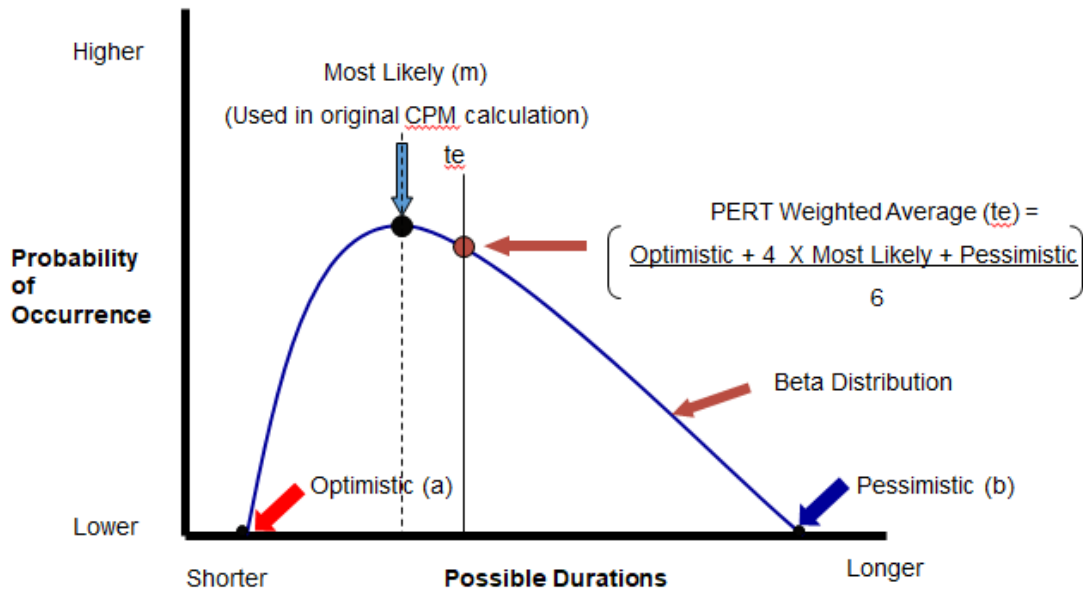 Higher
Most Likely (m)
(Used in original CPM calculation)
te
PERT Weighted Average (te) =
Optimistic + 4 X Most Likely + Pessimistic
6
Probability
of
Occurrence
Beta Distribution
Optimistic (a)
Pessimistic (b)
Lower
Shorter
Possible Durations
Longer